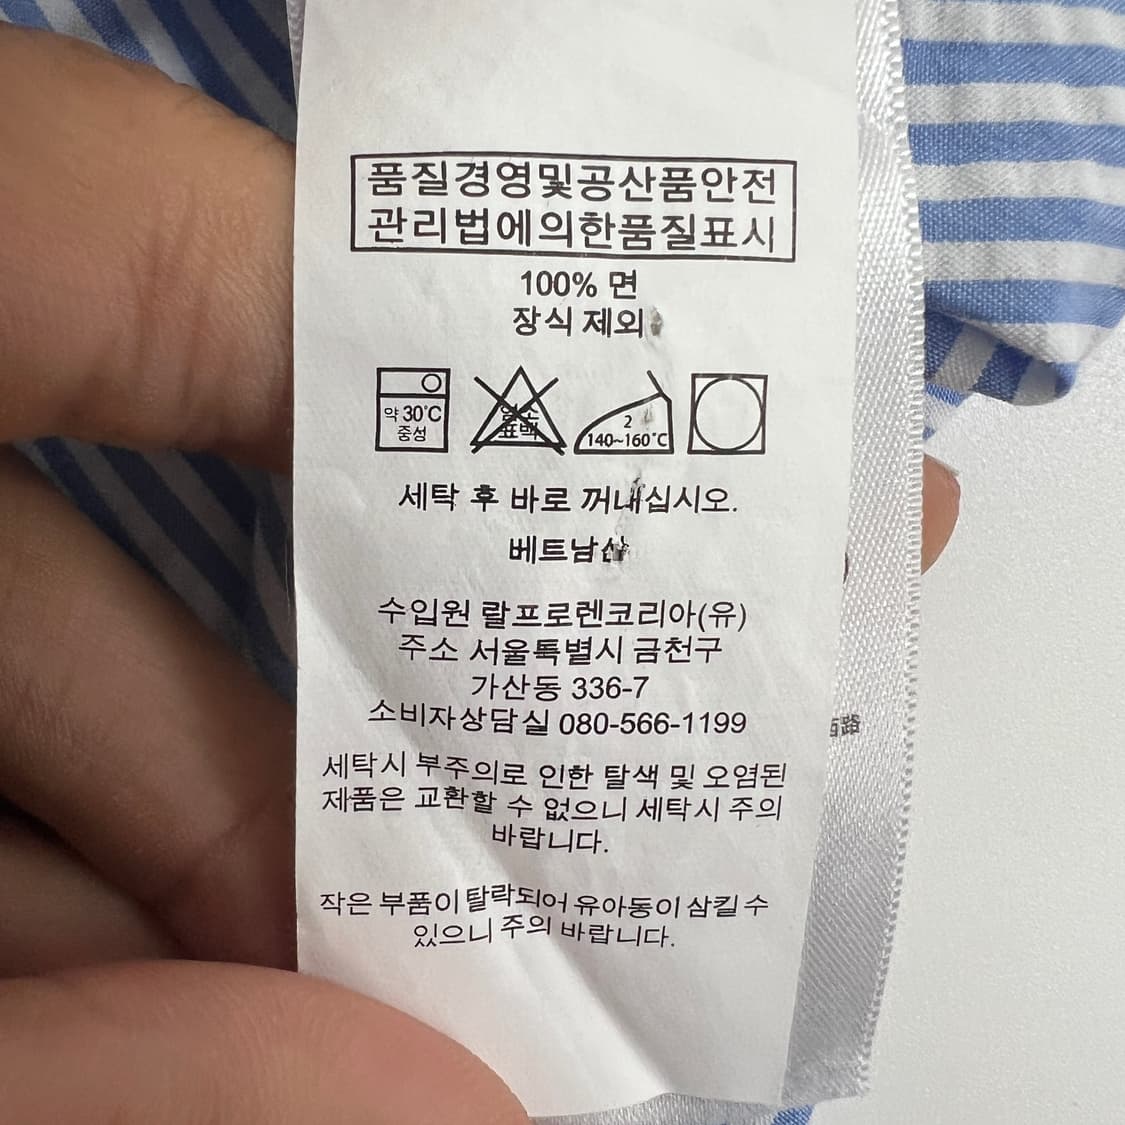 품질경영및공산품안전
관리법에의한품질표시
100% 면
장식 제외
약 30℃
중성
염소
표백
2
140~160℃
세탁 후 바로 꺼내십시오.
베트남산
수입원 랄프로렌코리아(유)
주소 서울특별시 금천구
가산동 336-7
소비자상담실 080-566-1199
세탁시 부주의로 인한 탈색 및 오염된
제품은 교환할 수 없으니 세탁시 주의
바랍니다.
작은 부품이 탈락되어 유아동이 삼킬 수
있으니 주의 바랍니다.